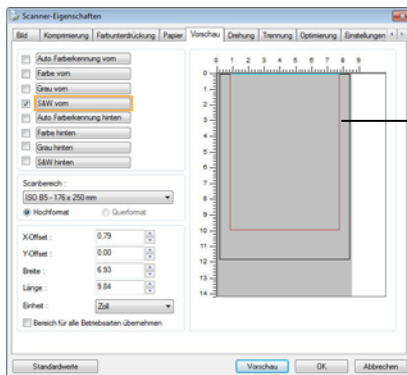 Scanner-Eigenschaften
Bild Komprimierung Farbunterdrückung Papier Vorschau Drehung Trennung Optimierung Einstellungen
Auto Farberkennung vorn
Farbe vorn
Grau vorn
S&W vorn
Auto Farberkennung hinten
Farbe hinten
Grau hinten
S&W hinten
Scanbereich :
ISO B5 - 176 x 250 mm
Hochformat Querformat
X-Offset : 0.79
Y-Offset : 0.00
Breite : 6.93
Länge : 9.84
Einheit : Zoll
Bereich für alle Betriebsarten übernehmen
0 1 2 3 4 5 6 7 8 9
0
1
2
3
4
5
6
7
8
9
10
11
12
13
14
Standardwerte Vorschau OK Abbrechen